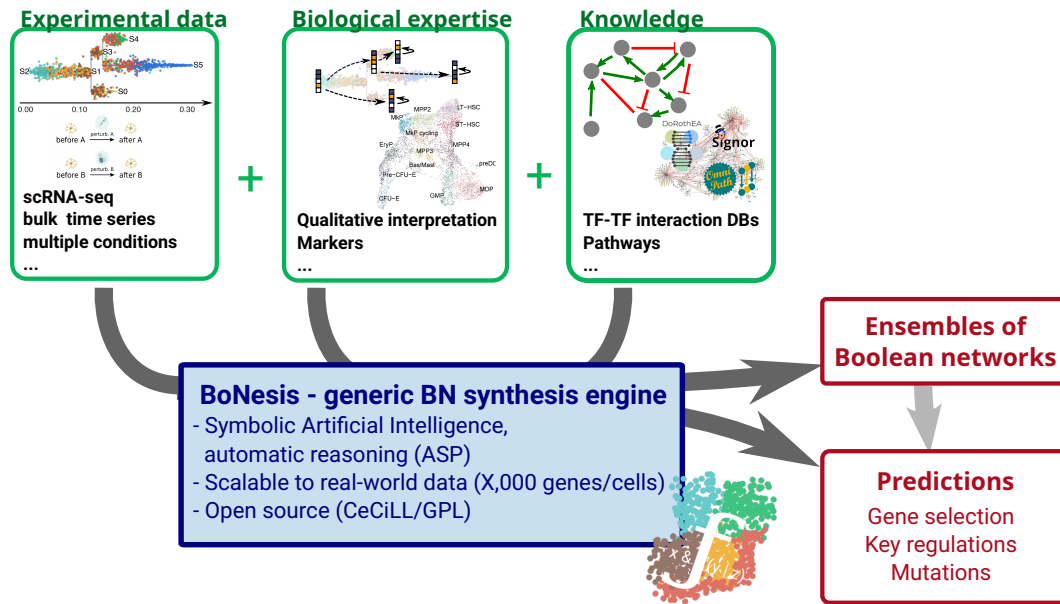 Experimental data
S4
S3
S2
S1
S5
S0
0.00 0.10 0.20 0.30
perturb. A
before A after A
perturb. B
before B after B
scRNA-seq
bulk time series
multiple conditions
...
+
Biological expertise
LT-HSC
MPP2
MkP
ST-HSC
MkP cycling
EryP
MPP3
MPP4
Bas/Mast
preDC
Pre-CFU-E
CFU-E
GMP
MDP
Qualitative interpretation
Markers
...
+
Knowledge
DoRothEA
Signor
Omni
Path
TF-TF interaction DBs
Pathways
...
BoNesis - generic BN synthesis engine
- Symbolic Artificial Intelligence,
automatic reasoning (ASP)
- Scalable to real-world data (X,000 genes/cells)
- Open source (CeCiLL/GPL)
Ensembles of
Boolean networks
Predictions
Gene selection
Key regulations
Mutations